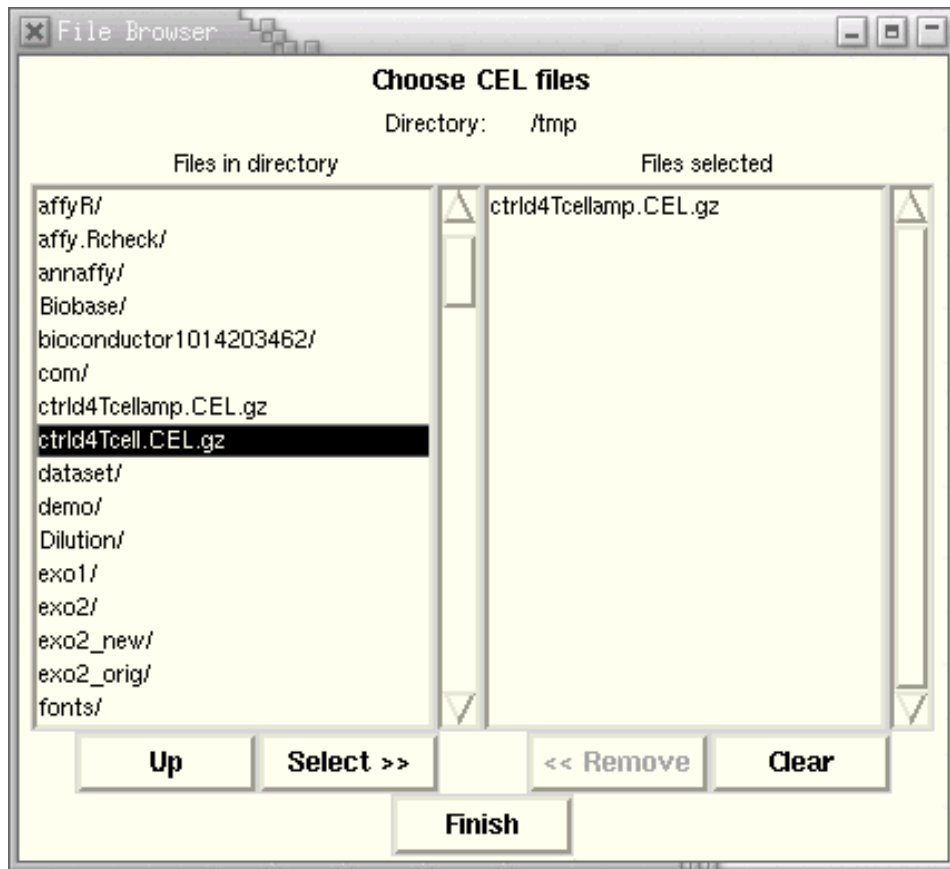 File Browser
Choose CEL files
Directory: /tmp
Files in directory
Files selected
affyR/
affy.Rcheck/
annaffy/
Biobase/
bioconductor1014203462/
com/
ctrld4Tcellamp.CEL.gz
ctrld4Tcell.CEL.gz
dataset/
demo/
Dilution/
exo1/
exo2/
exo2_new/
exo2_orig/
fonts/
ctrld4Tcellamp.CEL.gz
Up
Select >>
<< Remove
Clear
Finish